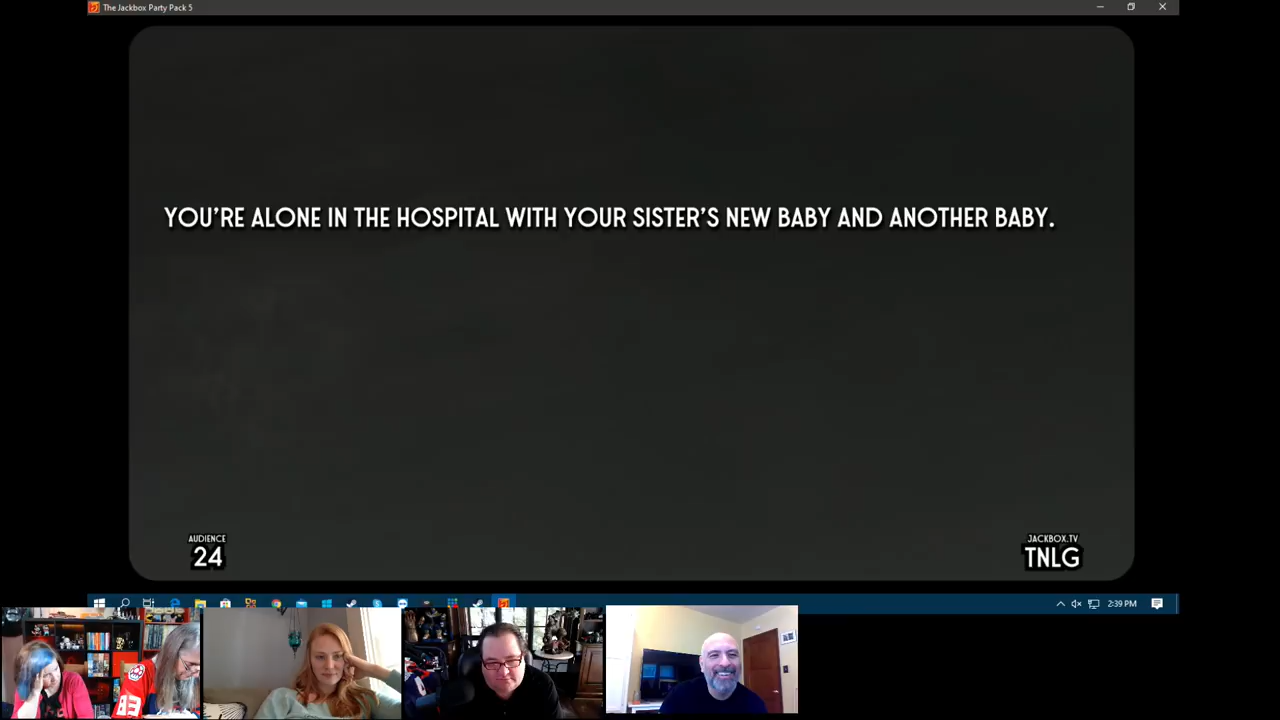 The Jackbox Party Pack 5
YOU'RE ALONE IN THE HOSPITAL WITH YOUR SISTER'S NEW BABY AND ANOTHER BABY.
AUDIENCE
24
JACKBOX.TV
TNLG
2:39 PM
83